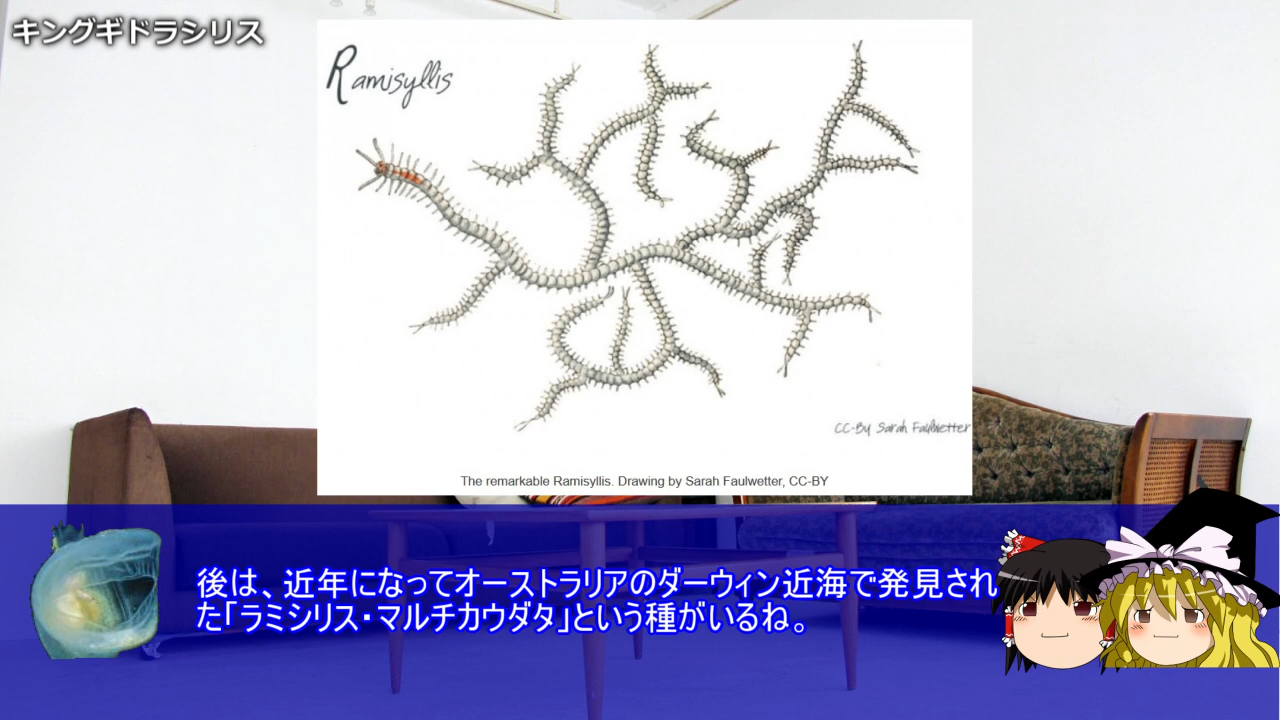 キングギドラシリス
Ramisyllis
CC-By Sarah Faulwetter
The remarkable Ramisyllis. Drawing by Sarah Faulwetter, CC-BY
後は、近年になってオーストラリアのダーウィン近海で発見され
た「ラミシリス・マルチカウダタ」という種がいるね。